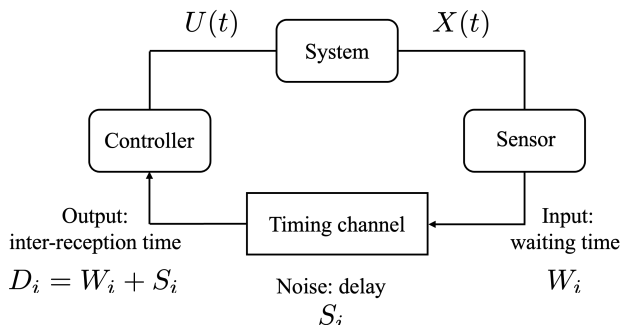 U(t)
System
X(t)
Controller
Sensor
Timing channel
Output:
inter-reception time
D_i = W_i + S_i
Noise: delay
S_i
Input:
waiting time
W_i